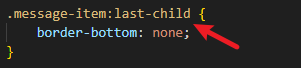 .message-item:last-child {
    border-bottom: none;
}